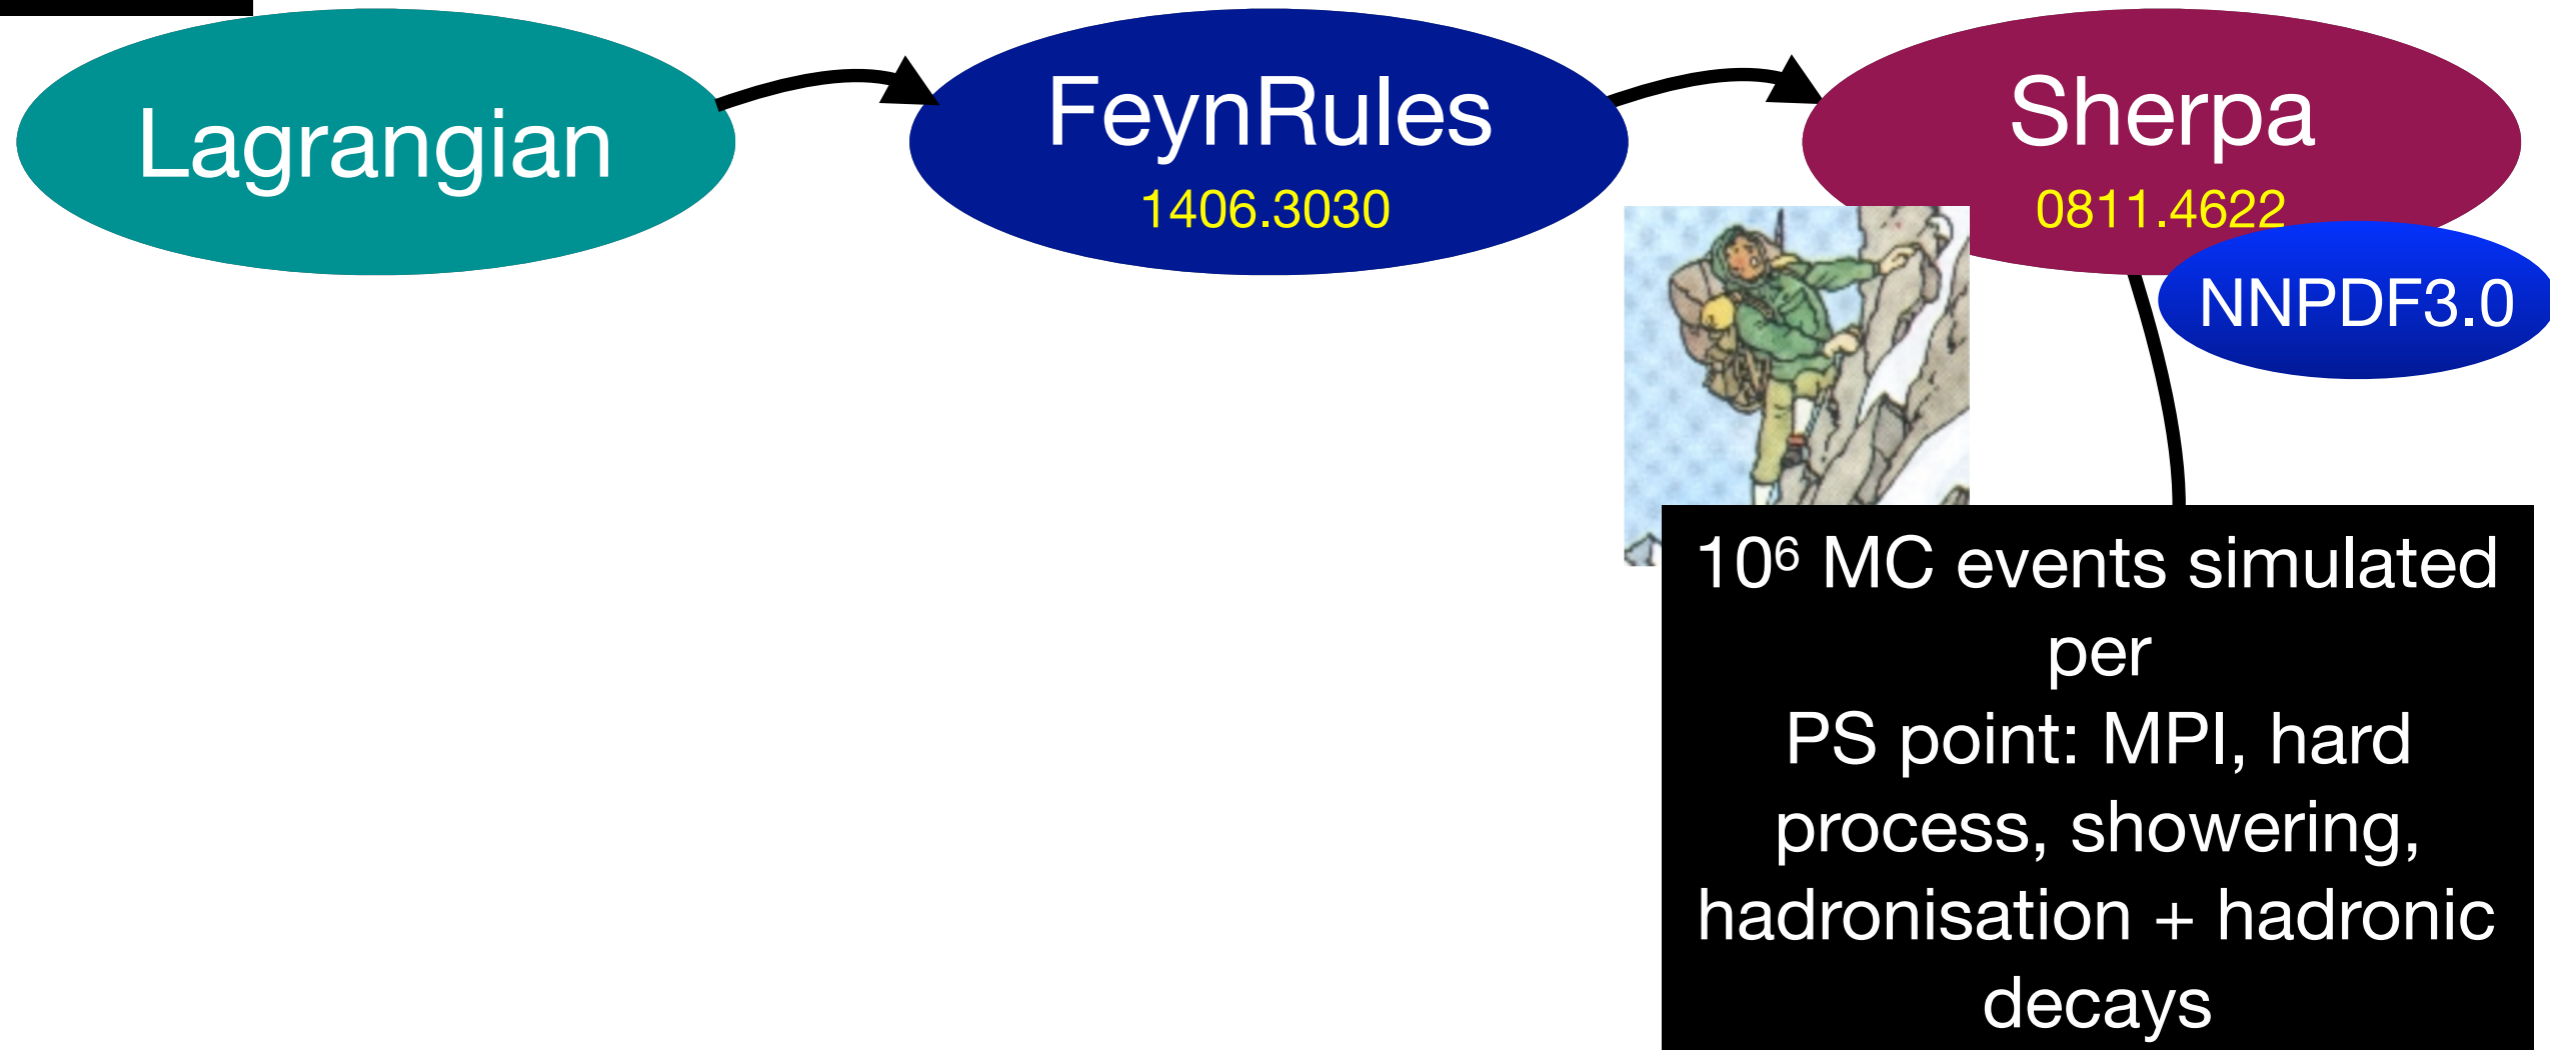 Lagrangian
FeynRules
1406.3030
Sherpa
0811.4622
NNPDF3.0
10⁶ MC events simulated
per
PS point: MPI, hard
process, showering,
hadronisation + hadronic
decays